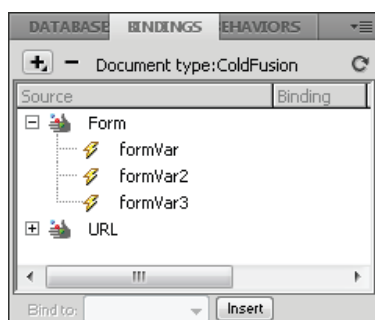 DATABASE BINDINGS EHAVIORS
Document type:ColdFusion
Source Binding
Form
formVar
formVar2
formVar3
URL
Bind to: Insert